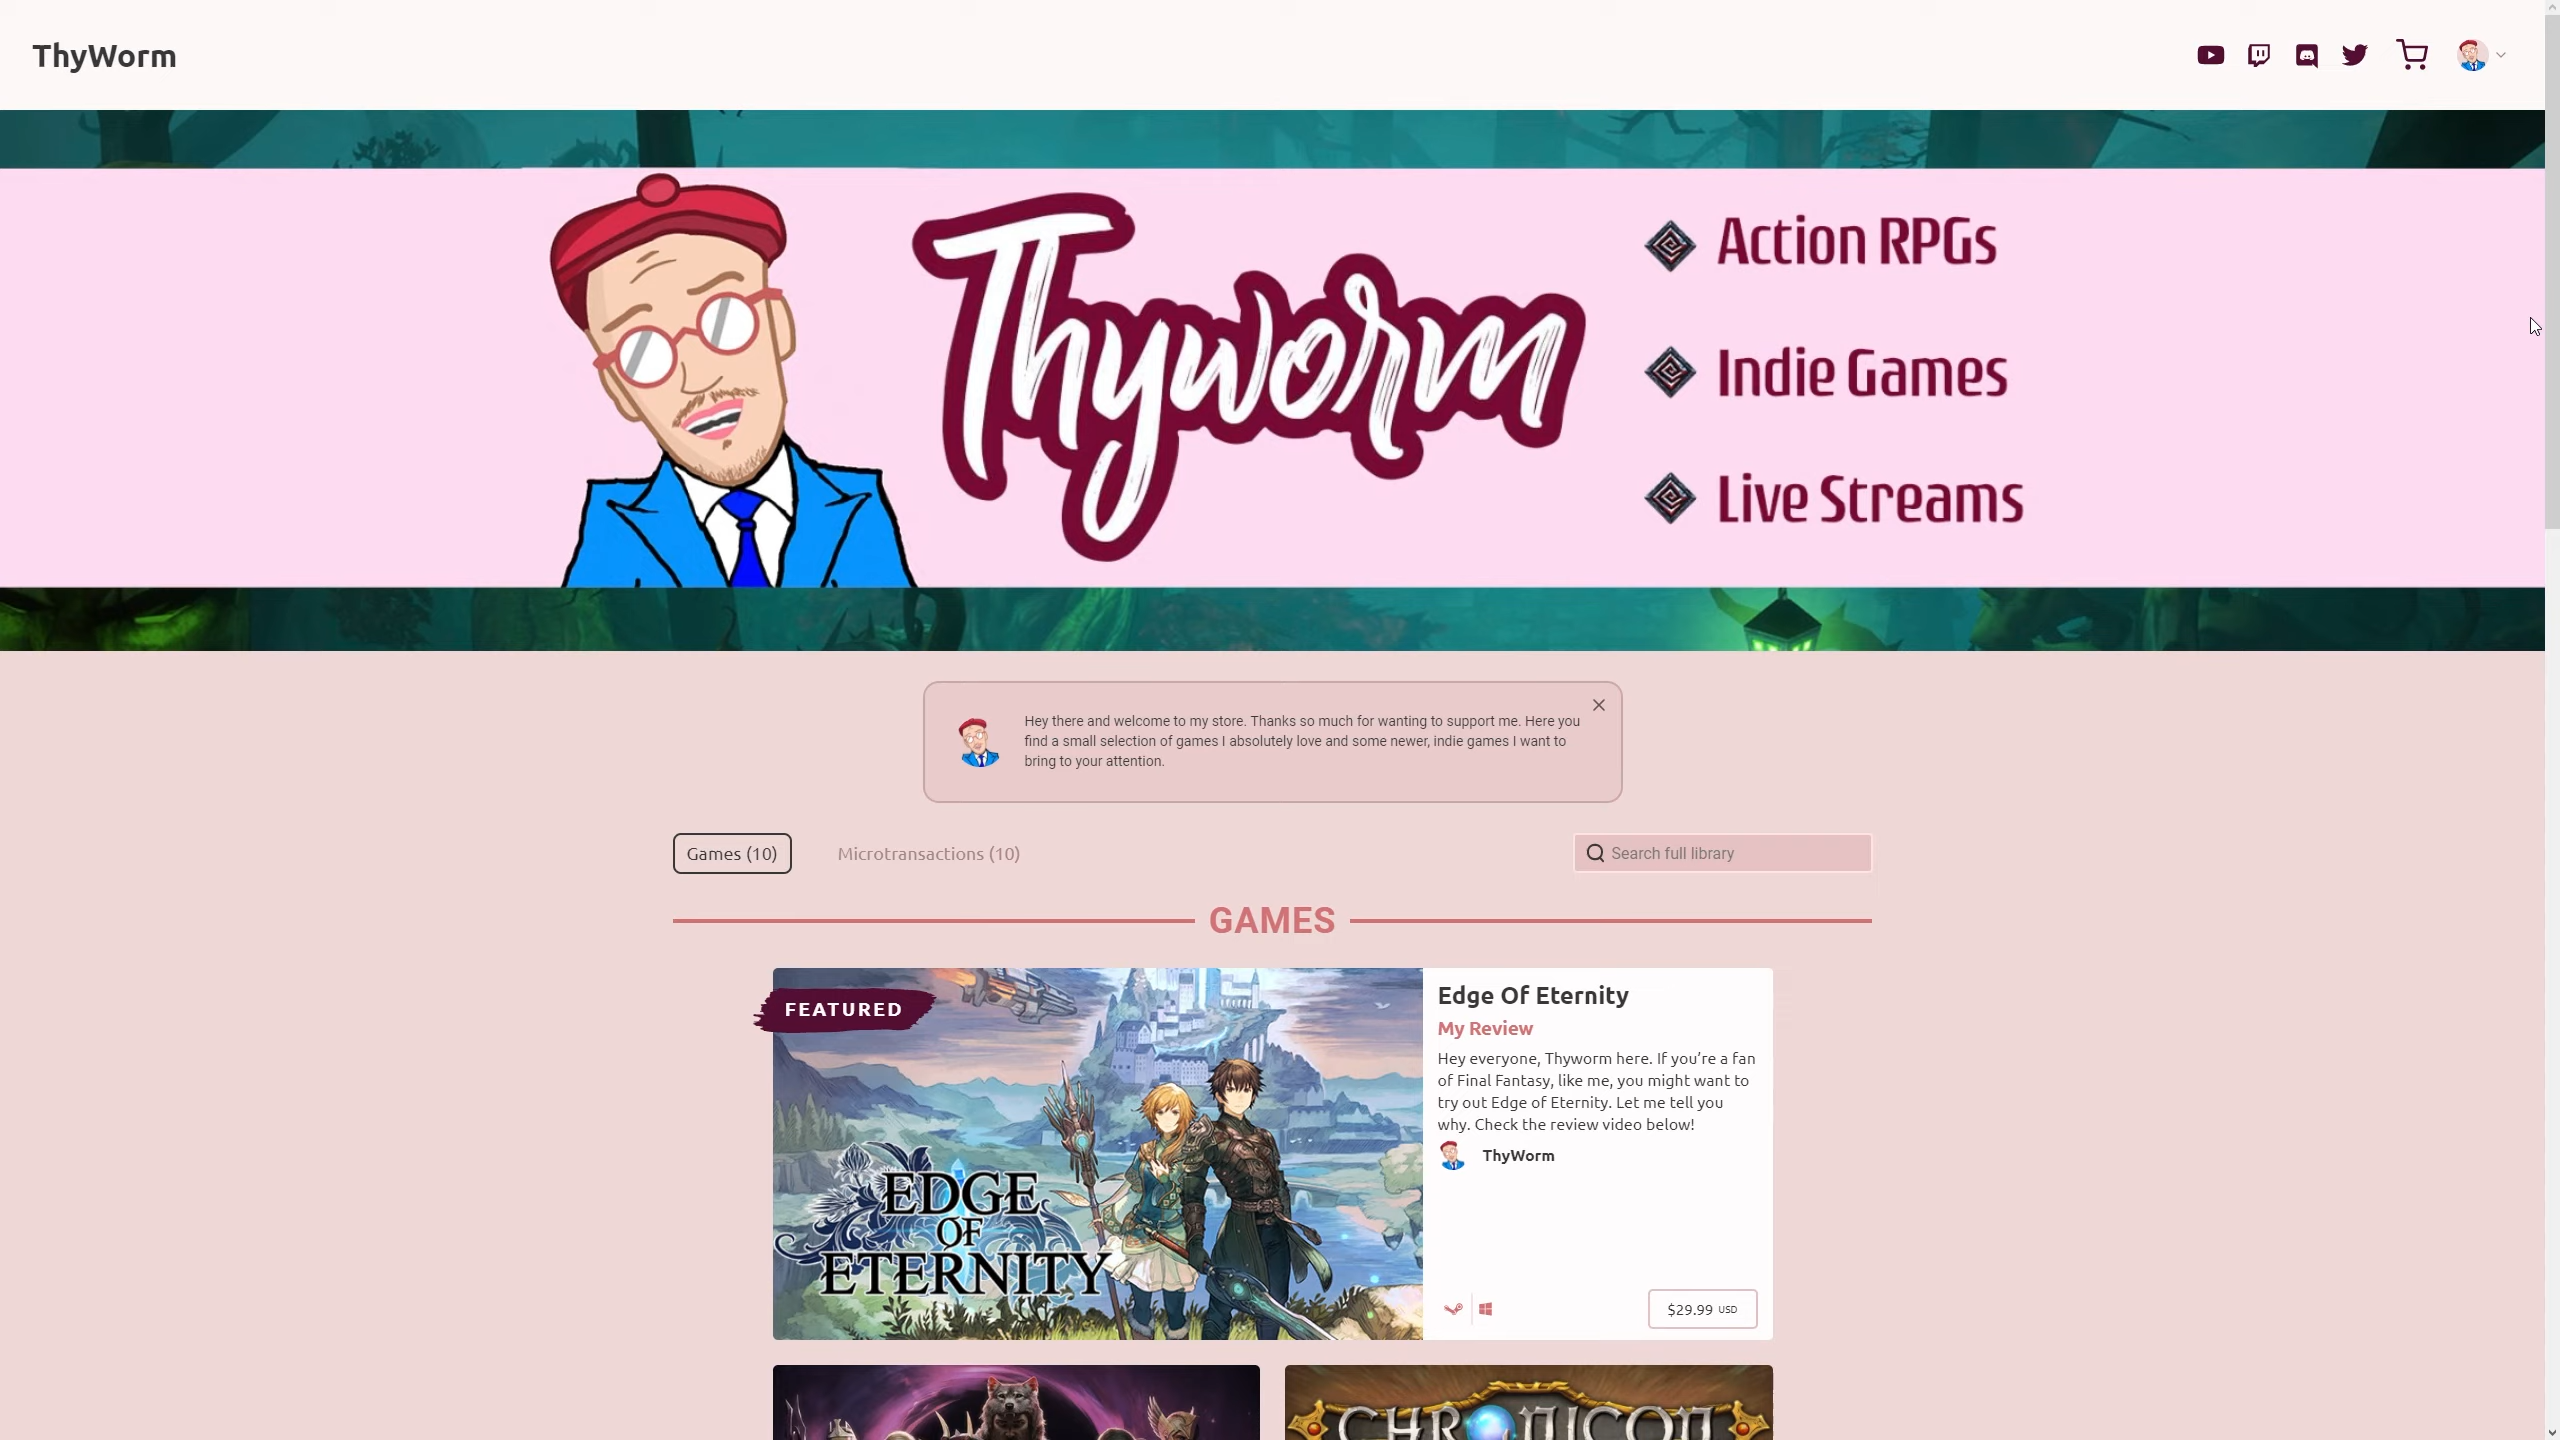 ThyWorm
Thyworm
Action RPGs
Indie Games
Live Streams
Hey there and welcome to my store. Thanks so much for wanting to support me. Here you
find a small selection of games I absolutely love and some newer, indie games I want to
bring to your attention.
Games (10)
Microtransactions (10)
Search full library
GAMES
FEATURED
EDGE
OF
ETERNITY
Edge Of Eternity
My Review
Hey everyone, Thyworm here. If you’re a fan
of Final Fantasy, like me, you might want to
try out Edge of Eternity. Let me tell you
why. Check the review video below!
ThyWorm
$29.99 USD
CHRONICON